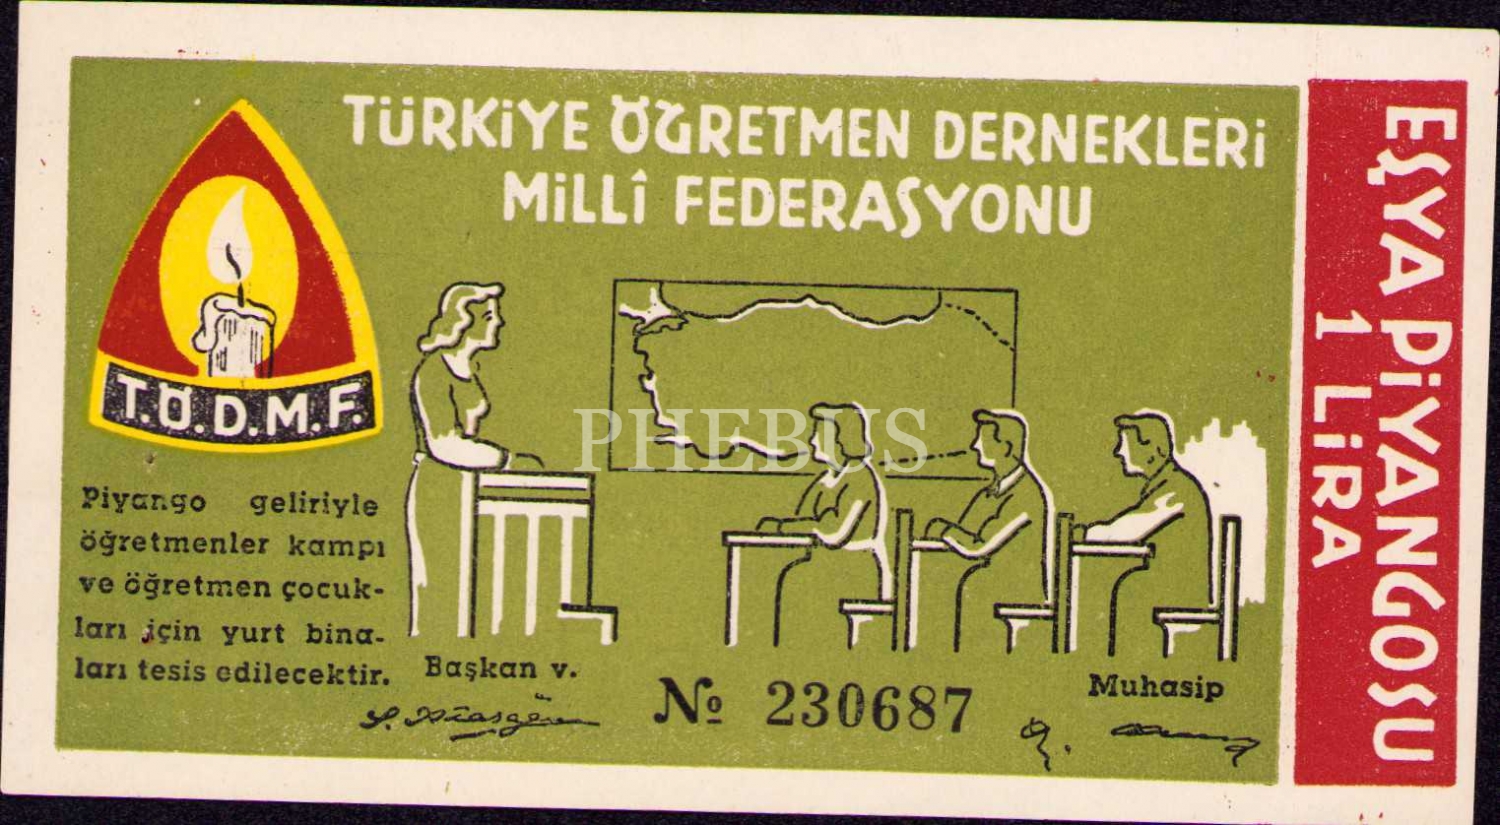 TÜRKİYE ÖĞRETMEN DERNEKLERİ
MİLLÎ FEDERASYONU
T.Ö.D.M.F.
Piyango geliriyle
öğretmenler kampı
ve öğretmen çocuk-
ları için yurt bina-
ları tesis edilecektir.
Başkan v.
№ 230687
Muhasip
EŞYA PİYANGOSU
1 LİRA
PHEBUS